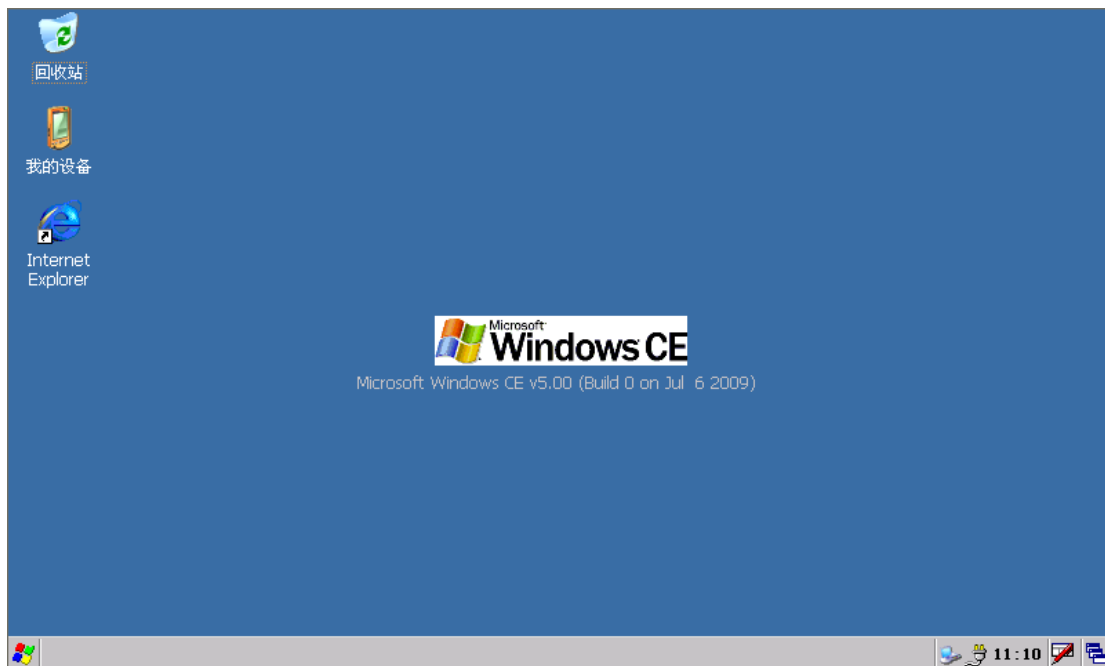 回收站
我的设备
Internet
Explorer
Microsoft
Windows CE
Microsoft Windows CE v5.00 (Build 0 on Jul 6 2009)
11:10